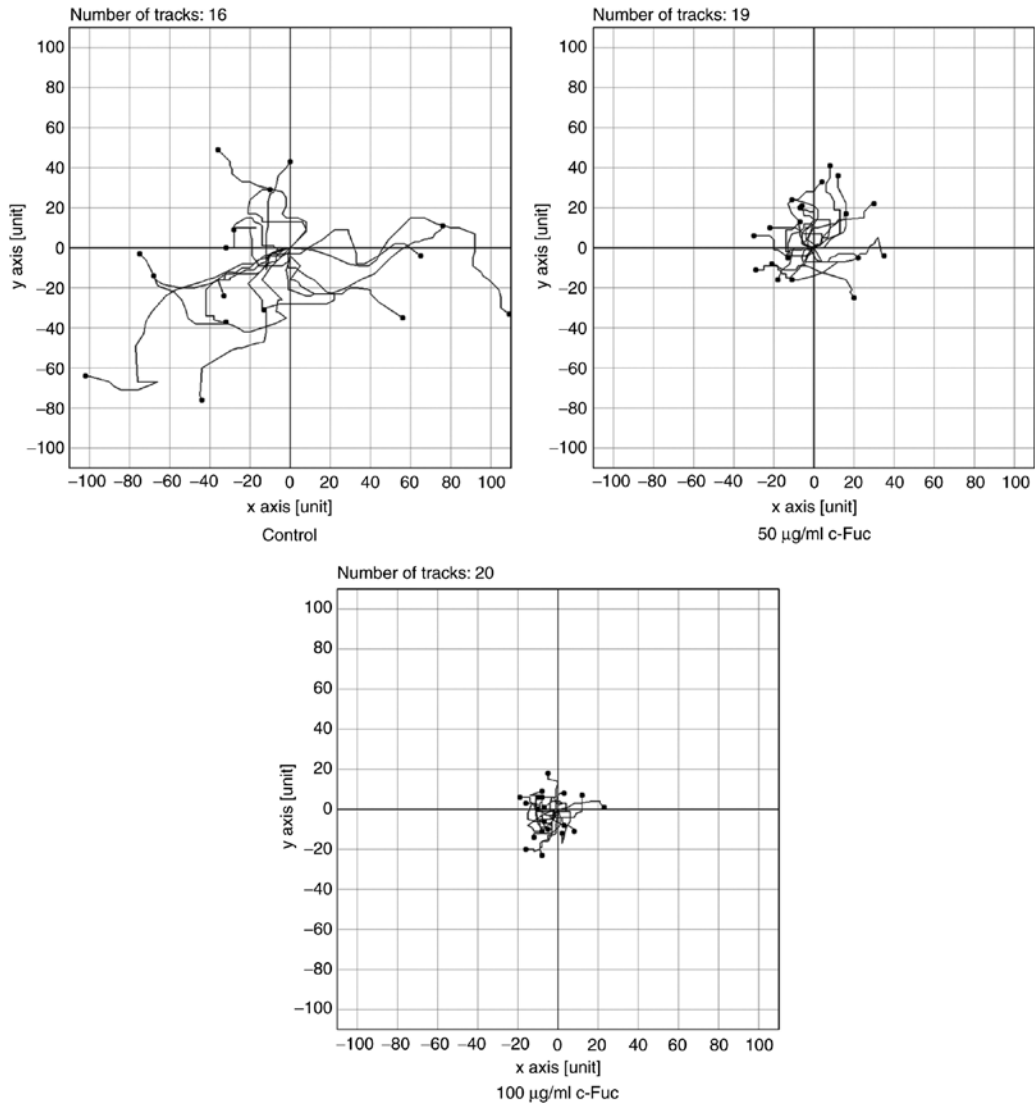 Number of tracks: 16
100
80
60
40
20
0
−20
−40
−60
−80
−100
y axis [unit]
−100 −80 −60 −40 −20 0 20 40 60 80 100
x axis [unit]
Control
Number of tracks: 19
100
80
60
40
20
0
−20
−40
−60
−80
−100
y axis [unit]
−100 −80 −60 −40 −20 0 20 40 60 80 100
x axis [unit]
50 μg/ml c-Fuc
Number of tracks: 20
100
80
60
40
20
0
−20
−40
−60
−80
−100
y axis [unit]
−100 −80 −60 −40 −20 0 20 40 60 80 100
x axis [unit]
100 μg/ml c-Fuc